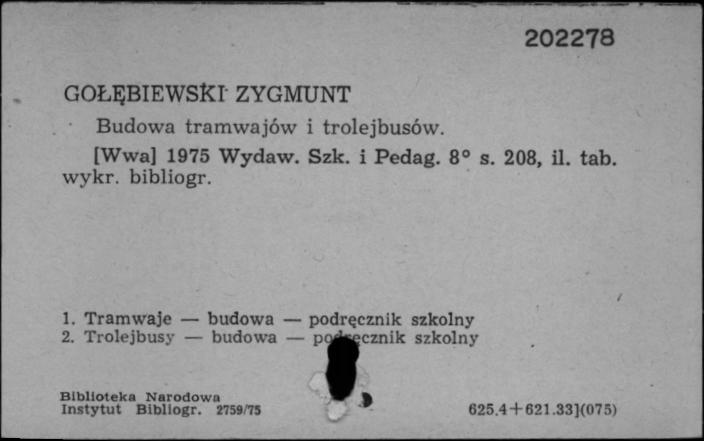 202278
GOŁĘBIEWSKI ZYGMUNT
Budowa tramwajów i trolejbusów.
[Wwa] 1975 Wydaw. Szk. i Pedag. 8° s. 208, il. tab.
wykr. bibliogr.
1. Tramwaje — budowa — podręcznik szkolny
2. Trolejbusy — budowa — podręcznik szkolny
Biblioteka Narodowa
Instytut Bibliogr. 2759/75
625.4+621.33](075)